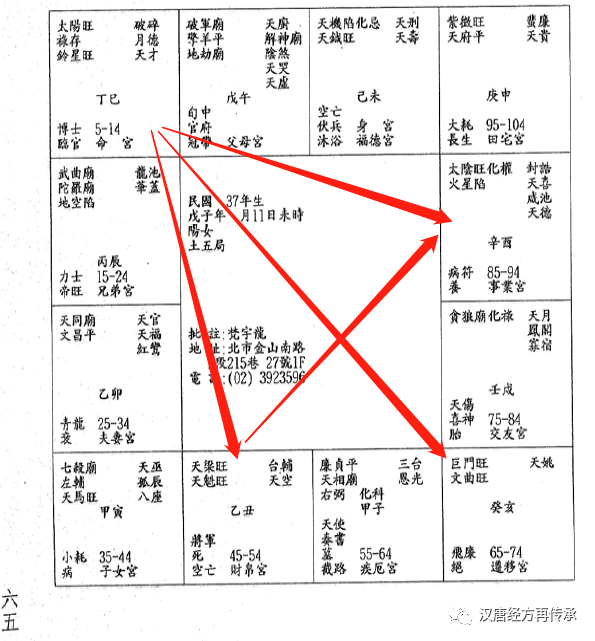 太陽旺 破碎
祿存 月德
鈴星旺 天才
丁巳
博士 5-14
臨官 命 宮
破軍廟 天廚
擎羊平 解神廟
地劫廟 陰煞
天哭
天虛
戊午
旬中
官府
冠帶 父母宮
天機陷化忌 天刑
天鉞旺 天壽
己未
空亡
伏兵 身 宮
沐浴 福德宮
紫微旺 蜚廉
天府平 天貴
庚申
大耗 95-104
長生 田宅宮
武曲廟 龍池
陀羅廟 華蓋
地空陷
丙辰
力士 15-24
帝旺 兄弟宮
民國 37年生
戊子年 月11日未時
陽女
土五局
批 註:梵宇龍
地 址:北市金山南路
段215巷 27號1F
電 :(02) 3923596
太陰旺化權 封誥
火星陷 天喜
咸池
天德
辛酉
病符 85-94
養 事業宮
天同廟 天官
文昌平 天福
紅鸞
乙卯
青龍 25-34
衰 夫妻宮
貪狼廟化祿 天月
鳳閣
寡宿
壬戌
天傷
喜神 75-84
胎 交友宮
七殺廟 天巫
左輔 孤辰
天馬旺 八座
甲寅
小耗 35-44
病 子女宮
天梁旺 台輔
天魁旺 天空
乙丑
將軍
死 45-54
空亡 財帛宮
廉貞平 三台
天相廟 恩光
右弼 化科
甲子
天使
奏書
墓 55-64
截路 疾厄宮
巨門旺 天姚
文曲旺
癸亥
飛廉 65-74
絕 遷移宮
六五
汉唐经方再传承